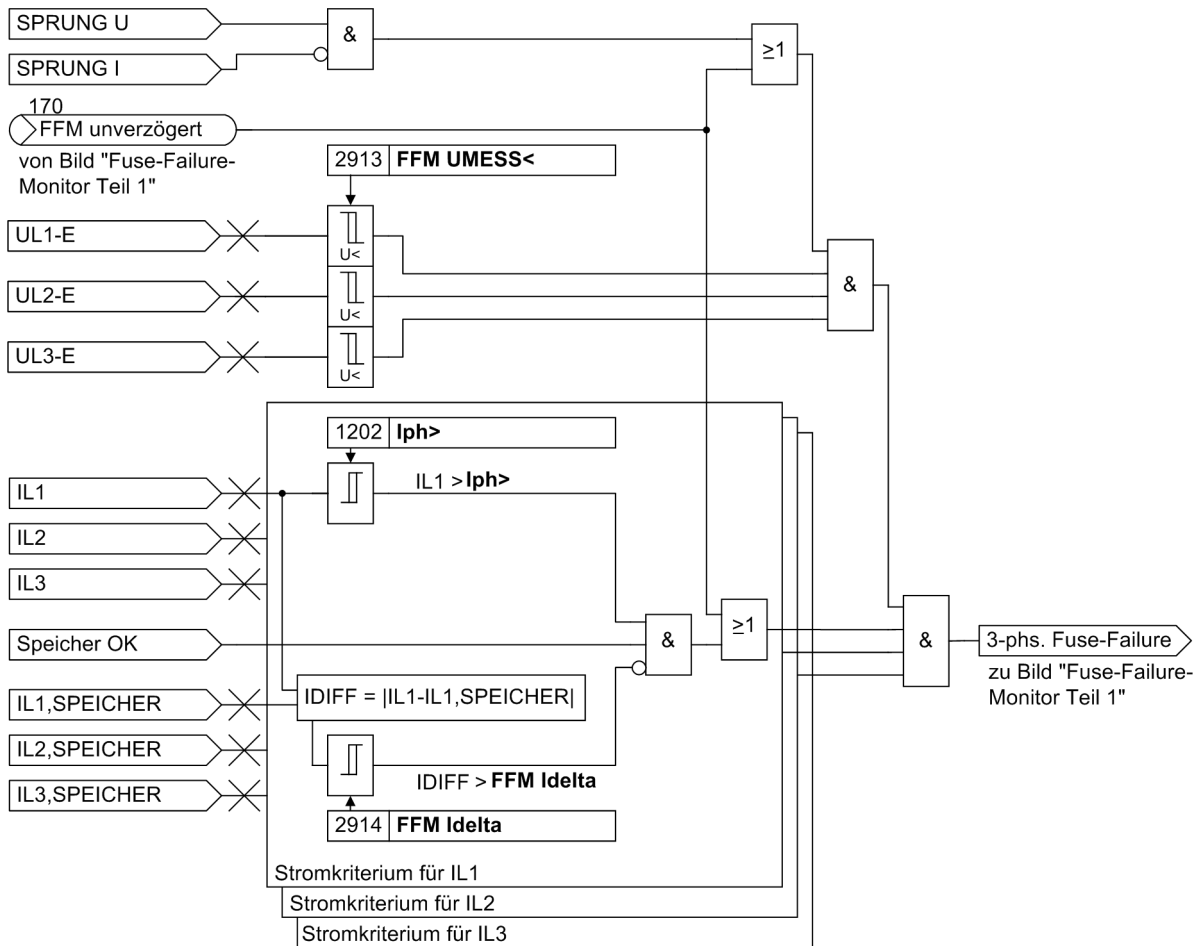 SPRUNG U
&
≥1
SPRUNG I
170
FFM unverzögert
von Bild "Fuse-Failure-
Monitor Teil 1"
2913 FFM UMESS<
UL1-E
U<
&
UL2-E
U<
UL3-E
U<
1202 Iph>
IL1
IL1 > Iph>
IL2
IL3
Speicher OK
&
≥1
&
3-phs. Fuse-Failure
zu Bild "Fuse-Failure-
Monitor Teil 1"
IL1,SPEICHER
IDIFF = |IL1-IL1,SPEICHER|
IL2,SPEICHER
IDIFF > FFM Idelta
IL3,SPEICHER
2914 FFM Idelta
Stromkriterium für IL1
Stromkriterium für IL2
Stromkriterium für IL3